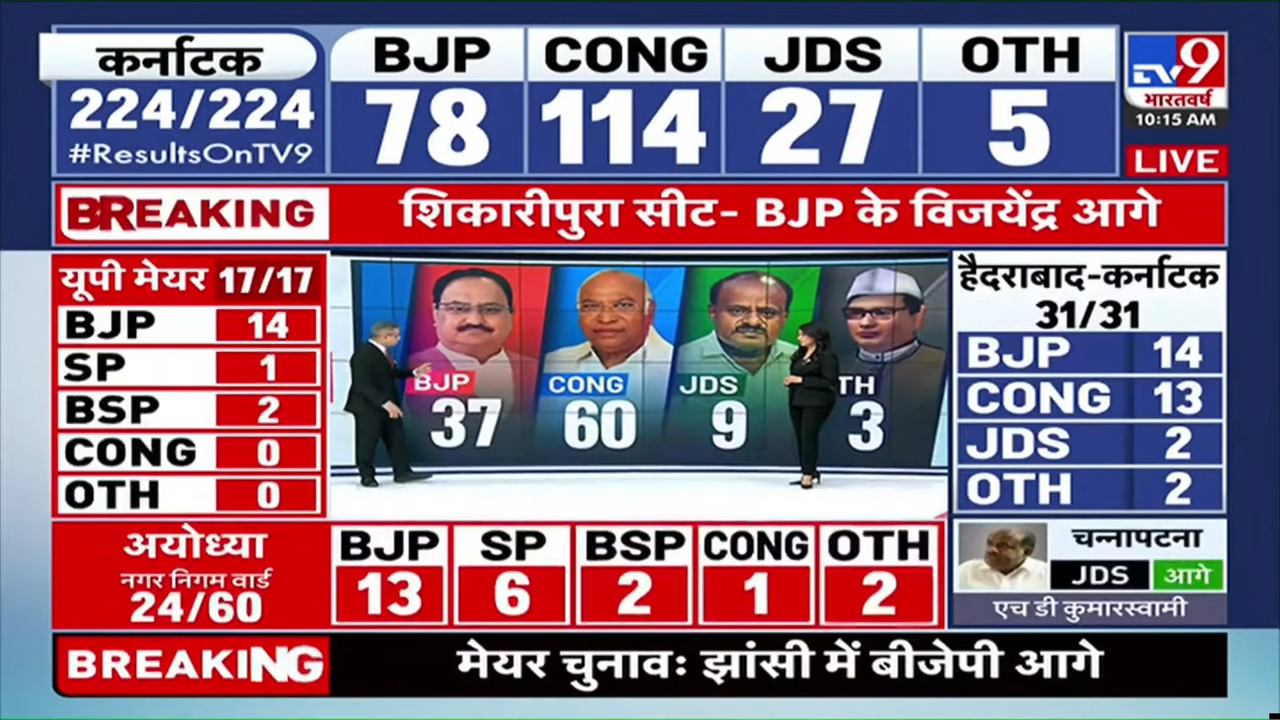 कर्नाटक
224/224
#ResultsOnTV9
BJP CONG JDS OTH
78 114 27 5
TV9
भारतवर्ष
10:15 AM
LIVE
BREAKING
शिकारीपुरा सीट- BJP के विजयेंद्र आगे
यूपी मेयर 17/17
BJP 14
SP 1
BSP 2
CONG 0
OTH 0
BJP CONG JDS TH
37 60 9 3
हैदराबाद-कर्नाटक
31/31
BJP 14
CONG 13
JDS 2
OTH 2
अयोध्या
नगर निगम वार्ड
24/60
BJP SP BSP CONG OTH
13 6 2 1 2
चन्नापटना
JDS आगे
एच डी कुमारस्वामी
BREAKING
मेयर चुनावः झांसी में बीजेपी आगे